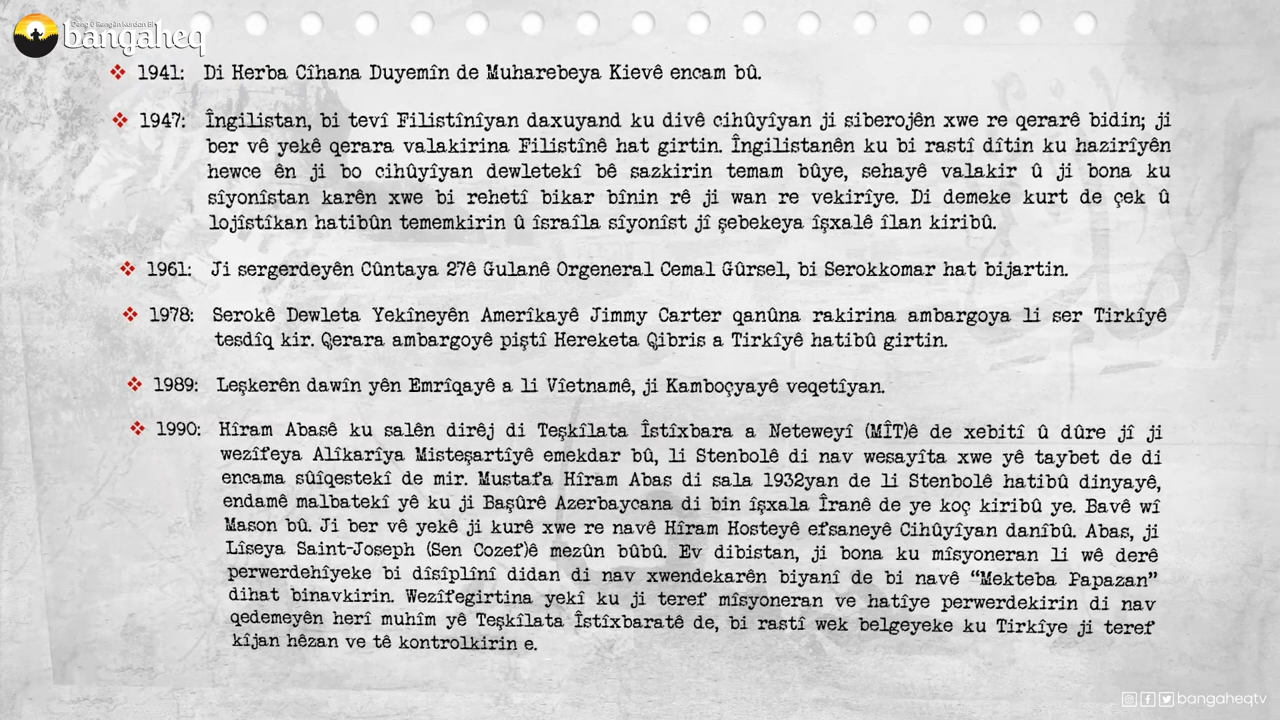 Deng û Rengên Kurdan Bi
bangaheq
1941: Di Herba Cîhana Duyemîn de Muharebeya Kievê encam bû.
1947: Îngilistan, bi tevî Filistînîyan daxuyand ku divê cihûyîyan ji siberojên xwe re qerarê bidin; ji
ber vê yekê qerara valakirina Filistînê hat girtin. Îngilistanên ku bi rastî dîtin ku hazirîyên
hewce ên ji bo cihûyîyan dewletekî bê sazkirin temam bûye, sehayê valakir û ji bona ku
sîyonîstan karên xwe bi rehetî bikar bînin rê ji wan re vekirîye. Di demeke kurt de çek û
lojîstîkan hatibûn tememkirin û îsraîla sîyonîst jî şebekeya îşxalê îlan kiribû.
1961: Ji sergerdeyên Cûntaya 27ê Gulanê Orgeneral Cemal Gûrsel, bi Serokkomar hat bijartin.
1978: Serokê Dewleta Yekîneyên Amerîkayê Jimmy Carter qanûna rakirina ambargoya li ser Tirkîyê
tesdîq kir. Qerara ambargoyê piştî Hereketa Qibris a Tirkîyê hatibû girtin.
1989: Leşkerên dawîn yên Emrîqayê a li Vîetnamê, ji Kamboçyayê veqetîyan.
1990: Hîram Abasê ku salên dirêj di Teşkîlata Îstîxbara a Neteweyî (MÎT)ê de xebitî û dûre jî ji
wezîfeya Alîkarîya Misteşartîyê emekdar bû, li Stenbolê di nav wesayîta xwe yê taybet de di
encama sûîqestekî de mir. Mustafa Hîram Abas di sala 1932yan de li Stenbolê hatibû dinyayê,
endamê malbatekî yê ku ji Başûrê Azerbaycana di bin îşxala Îranê de ye koç kiribû ye. Bavê wî
Mason bû. Ji ber vê yekê ji kurê xwe re navê Hîram Hosteyê efsaneyê Cihûyîyan danîbû. Abas, ji
Lîseya Saint-Joseph (Sen Cozef)ê mezûn bûbû. Ev dibistan, ji bona ku mîsyoneran li wê derê
perwerdehîyeke bi dîsîplînî didan di nav xwendekarên biyanî de bi navê “Mekteba Papazan”
dihat binavkirin. Wezîfegirtina yekî ku ji teref mîsyoneran ve hatîye perwerdekirin di nav
qedemeyên herî muhîm yê Teşkîlata Îstîxbaratê de, bi rastî wek belgeyeke ku Tirkîye ji teref
kîjan hêzan ve tê kontrolkirin e.
bangaheqtv